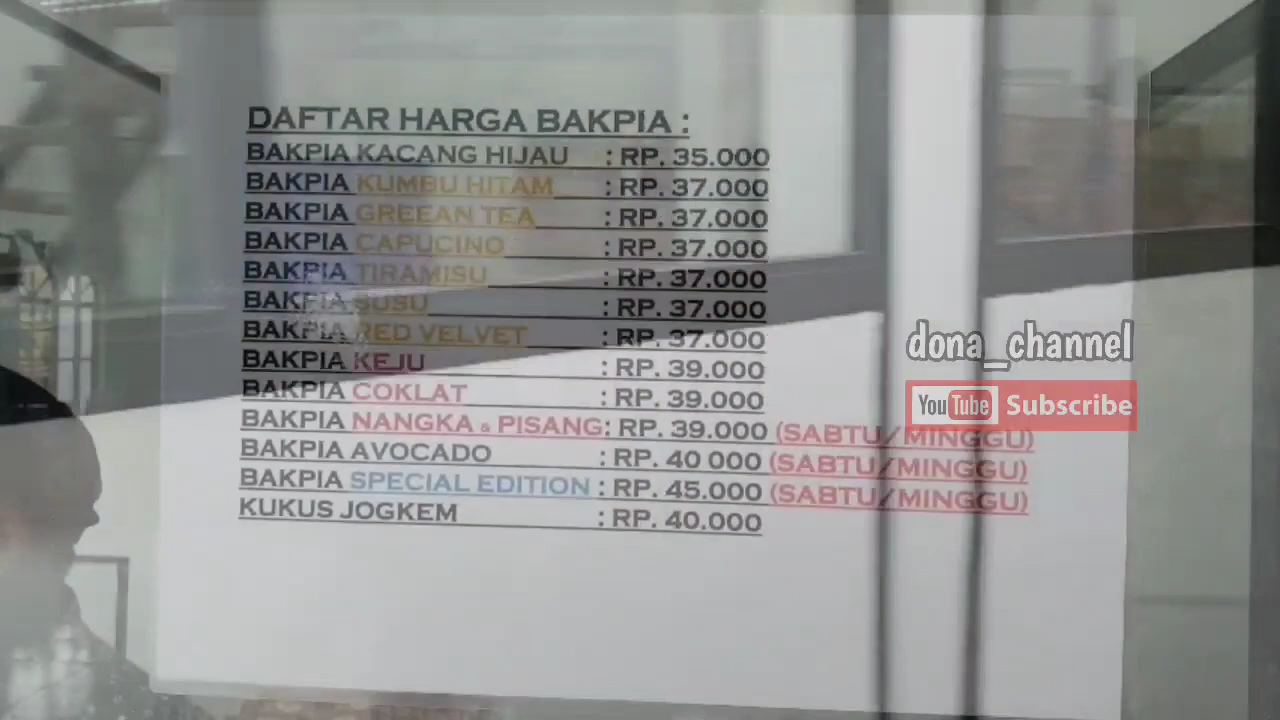 DAFTAR HARGA BAKPIA :
BAKPIA KACANG HIJAU : RP. 35.000
BAKPIA KUMBU HITAM : RP. 37.000
BAKPIA GREEAN TEA : RP. 37.000
BAKPIA CAPUCINO : RP. 37.000
BAKPIA TIRAMISU : RP. 37.000
BAKPIA SUSU : RP. 37.000
BAKPIA RED VELVET : RP. 37.000
BAKPIA KEJU : RP. 39.000
BAKPIA COKLAT : RP. 39.000
BAKPIA NANGKA & PISANG: RP. 39.000 (SABTU/MINGGU)
BAKPIA AVOCADO : RP. 40 000 (SABTU/MINGGU)
BAKPIA SPECIAL EDITION : RP. 45.000 (SABTU/MINGGU)
KUKUS JOGKEM : RP. 40.000
dona_channel
YouTube Subscribe